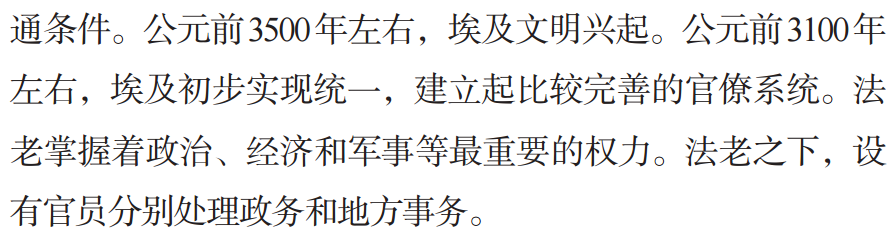 通条件。公元前3500年左右，埃及文明兴起。公元前3100年
左右，埃及初步实现统一，建立起比较完善的官僚系统。法
老掌握着政治、经济和军事等最重要的权力。法老之下，设
有官员分别处理政务和地方事务。